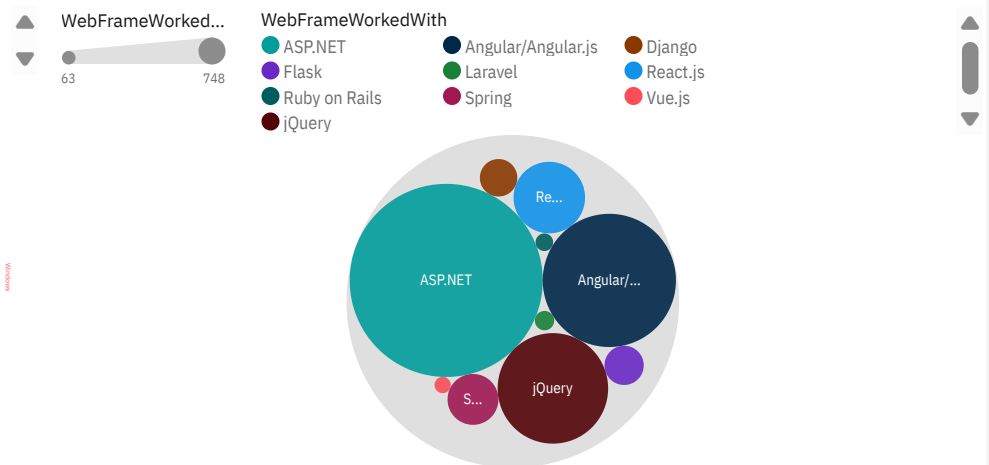 WebFrameWorked...
63
748
WebFrameWorkedWith
ASP.NET
Angular/Angular.js
Django
Flask
Laravel
React.js
Ruby on Rails
Spring
Vue.js
jQuery
Re...
ASP.NET
Angular/...
jQuery
S...
Windows